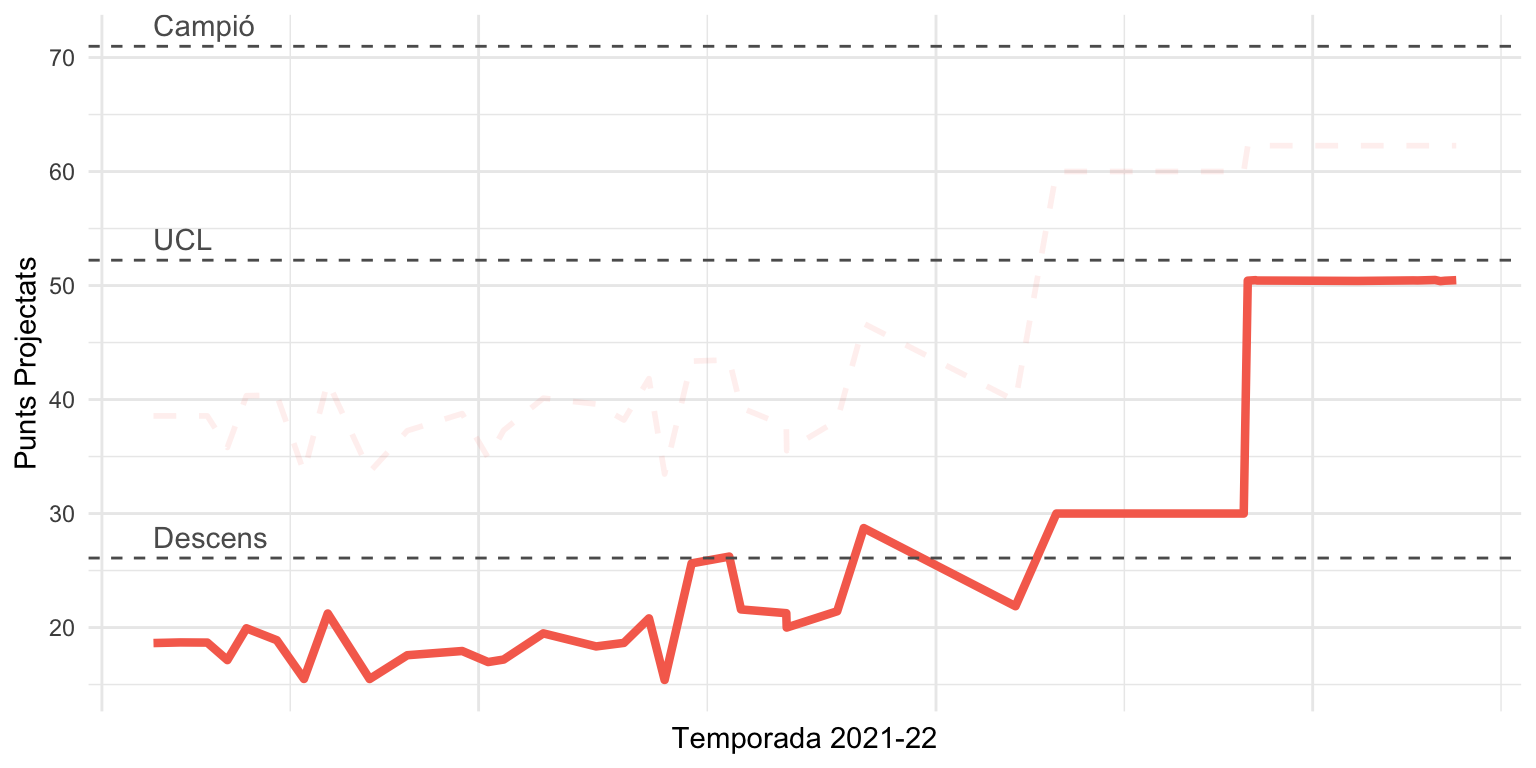 Campió
70
60
UCL
50
Punts Projectats
40
30
Descens
20
Temporada 2021-22